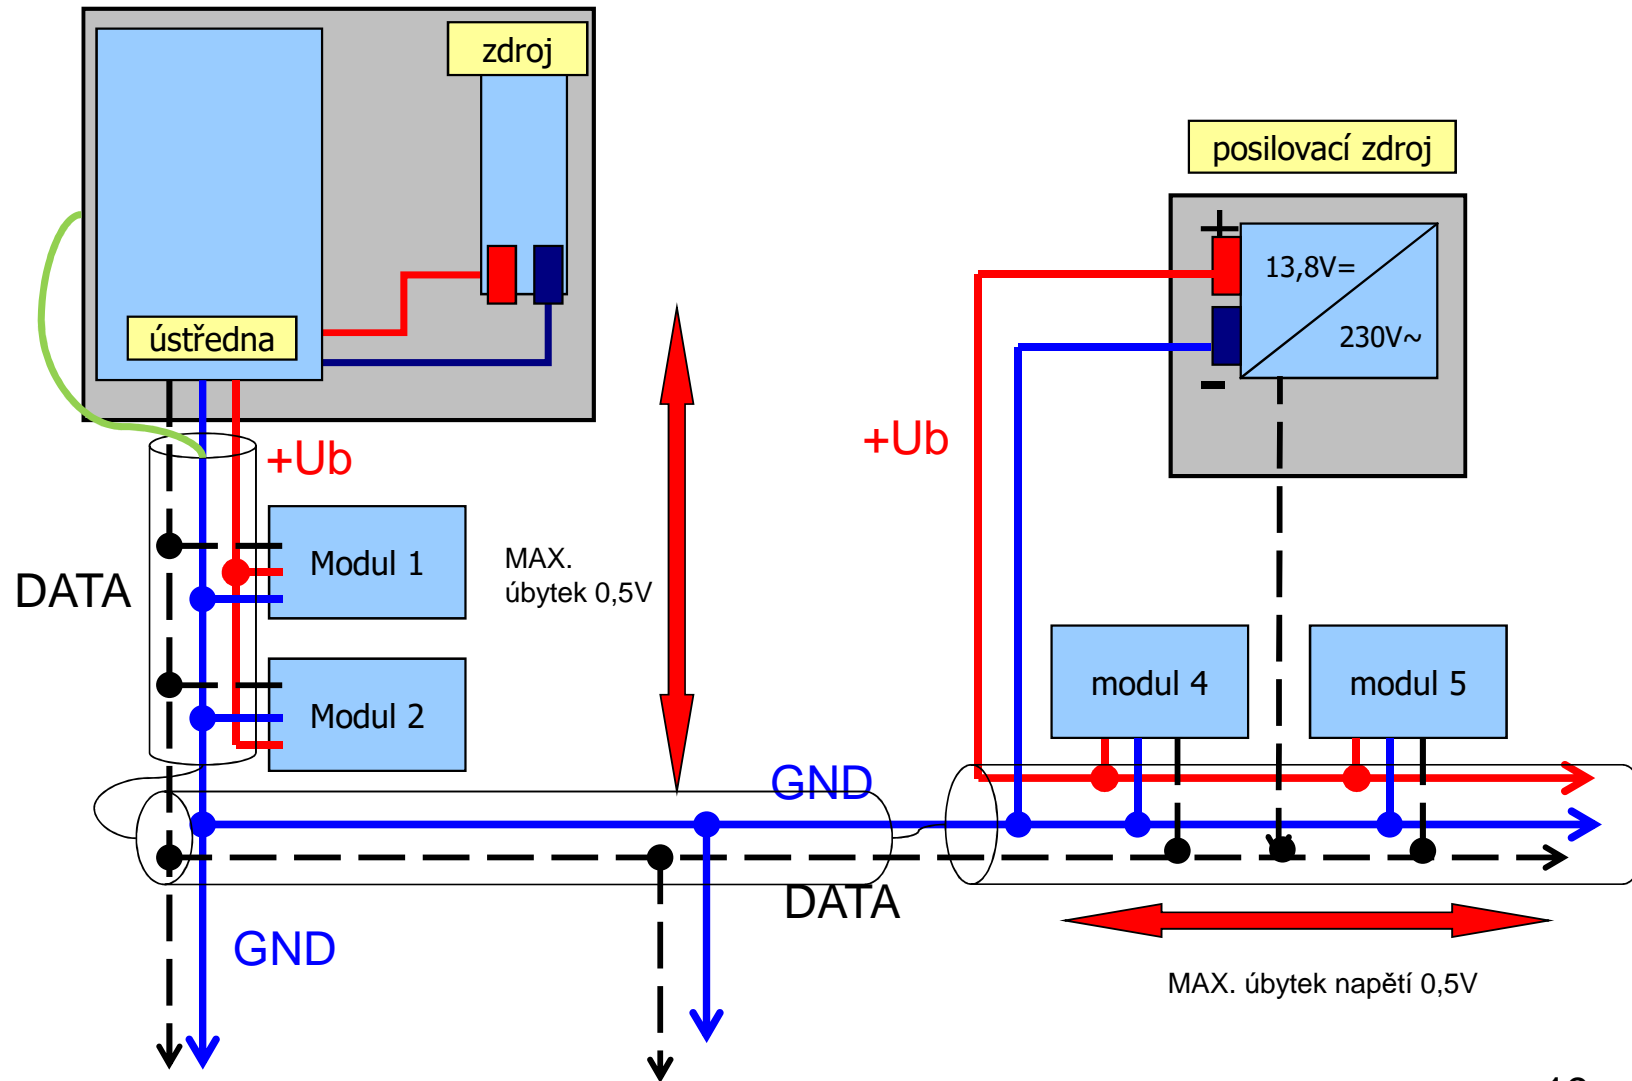 zdroj
posilovací zdroj
+
13,8V=
230V~
-
ústředna
+Ub
+Ub
Modul 1
MAX.
úbytek 0,5V
DATA
modul 4
modul 5
Modul 2
GND
DATA
GND
MAX. úbytek napětí 0,5V